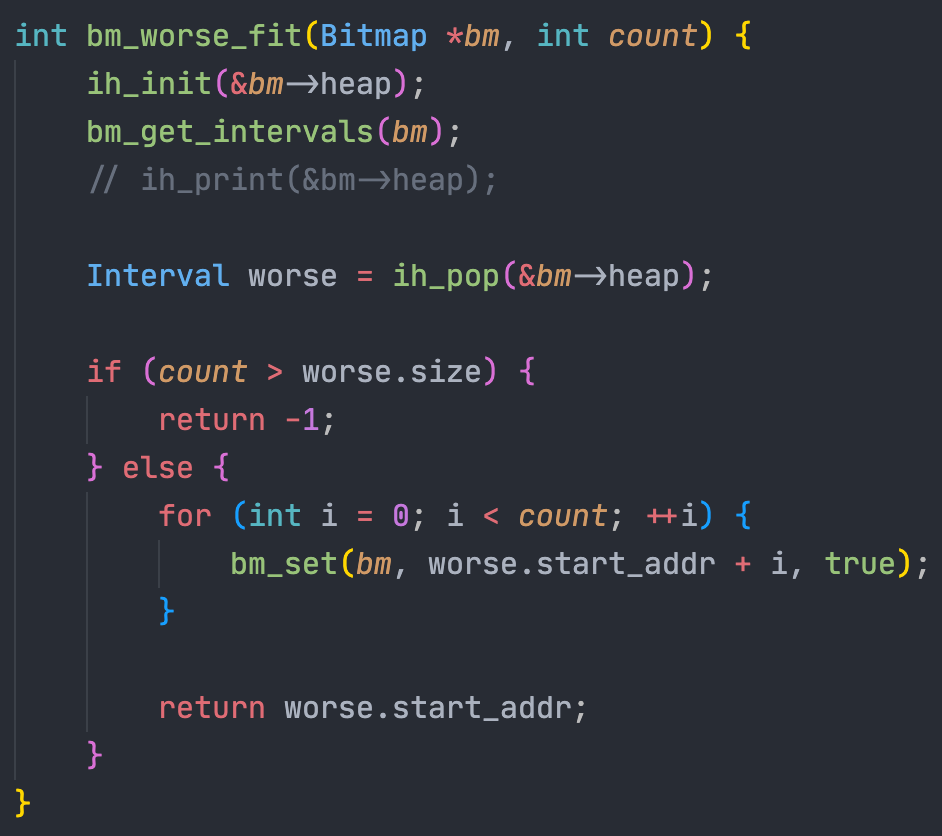 int bm_worse_fit(Bitmap *bm, int count) {
    ih_init(&bm->heap);
    bm_get_intervals(bm);
    // ih_print(&bm->heap);

    Interval worse = ih_pop(&bm->heap);

    if (count > worse.size) {
        return -1;
    } else {
        for (int i = 0; i < count; ++i) {
            bm_set(bm, worse.start_addr + i, true);
        }

        return worse.start_addr;
    }
}